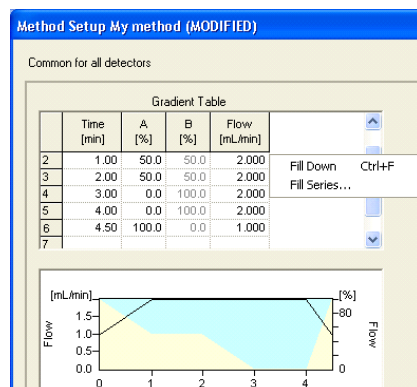 Method Setup My method (MODIFIED)
Common for all detectors
Gradient Table
Time [min] A [%] B [%] Flow [mL/min]
2 1.00 50.0 50.0 2.000
3 2.00 50.0 50.0 2.000
4 3.00 0.0 100.0 2.000
5 4.00 0.0 100.0 2.000
6 4.50 100.0 0.0 1.000
7
Fill Down Ctrl+F
Fill Series...
[mL/min] [%]
1.5
1.0
0.5
0.0
Flow
80
0
Flow
0 1 2 3 4